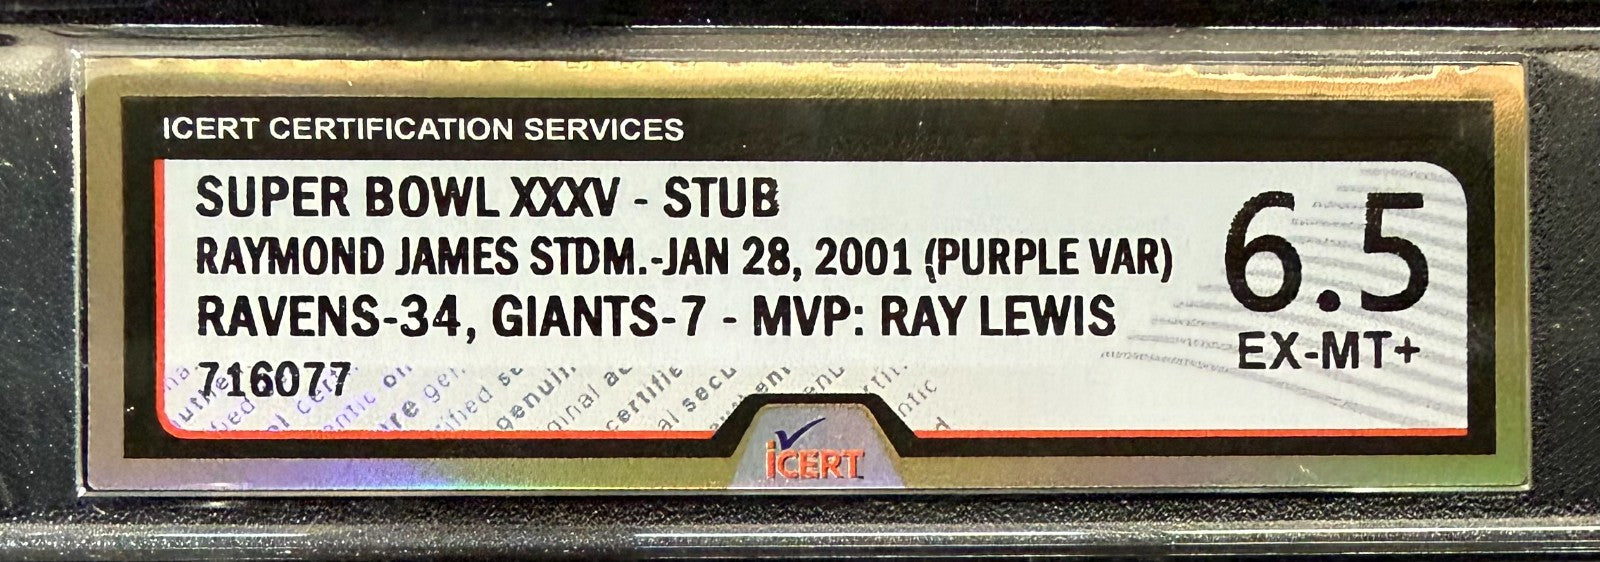 ICERT CERTIFICATION SERVICES
SUPER BOWL XXXV - STUB
RAYMOND JAMES STDM.-JAN 28, 2001 (PURPLE VAR)
RAVENS-34, GIANTS-7 - MVP: RAY LEWIS
716077
6.5
EX-MT+
iCERT